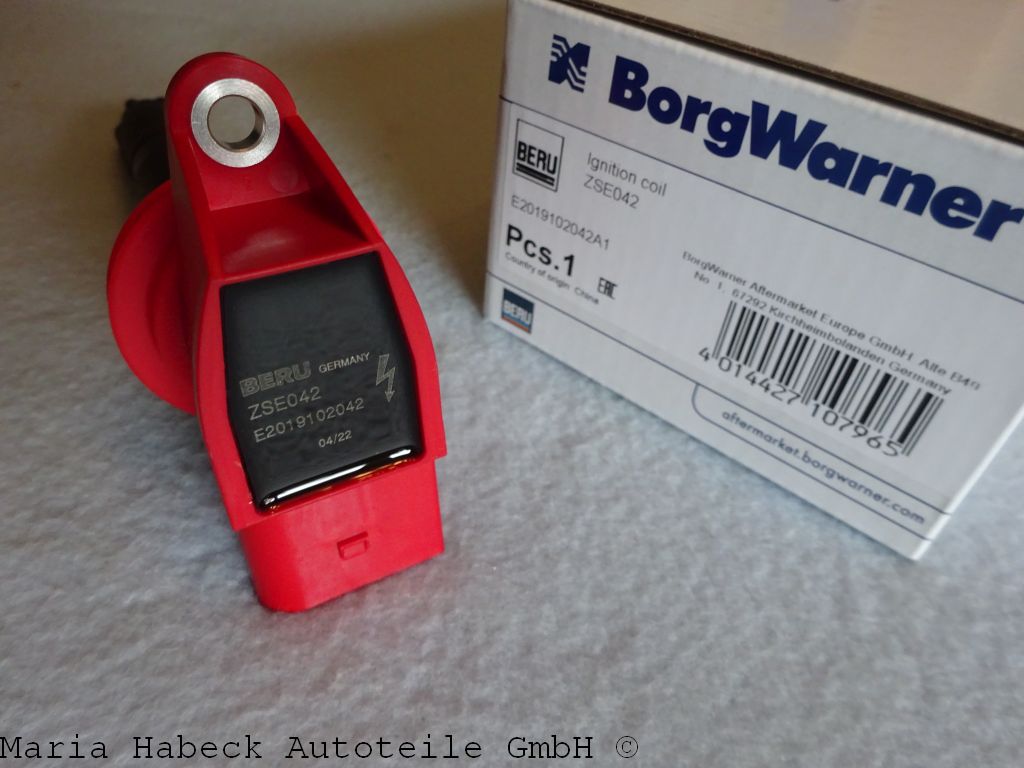 BERU GERMANY
ZSE042
E2019102042
04/22
BorgWarner
BERU
Ignition coil
ZSE042
E2019102042A1
Pcs.1
Country of origin China
EAC
BERU
BorgWarner Aftermarket Europe GmbH, Alte B40
No. 1, 67292 Kirchheimbolanden Germany
4 014427 107965
aftermarket.borgwarner.com
Maria Habeck Autoteile GmbH ©